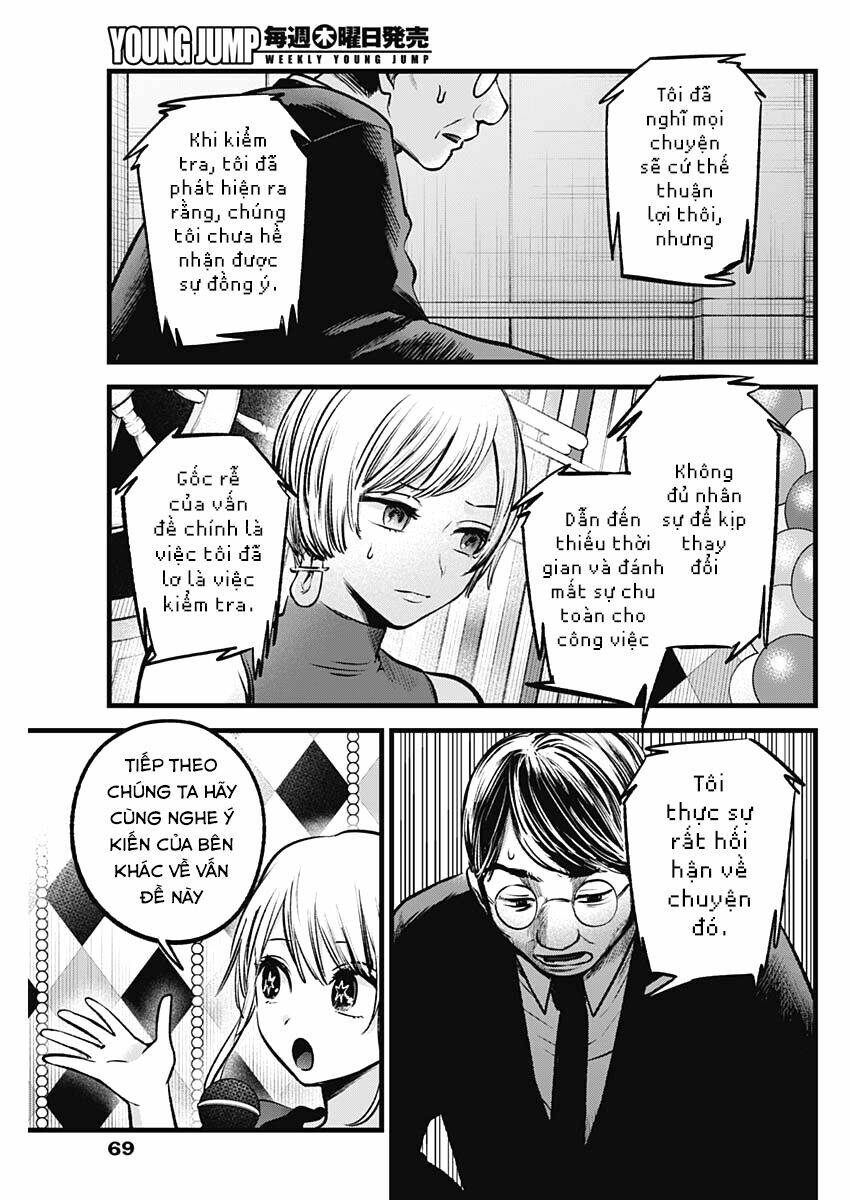 YOUNG JUMP 毎週木曜日発売
WEEKLY YOUNG JUMP
Tôi đã
nghĩ mọi
chuyện
sẽ cứ thế
thuận
lợi thôi,
nhưng
Khi kiểm
tra, tôi đã
phát hiện ra
rằng, chúng
tôi chưa hề
nhận được
sự đồng ý.
Không
đủ nhân
sự để kịp
thay
đổi
Dẫn đến
thiếu thời
gian và đánh
mất sự chu
toàn cho
công việc
Gốc rễ
của vấn
đề chính là
việc tôi đã
lơ là việc
kiểm tra.
Tôi
thực sự
rất hối
hận về
chuyện
đó.
TIẾP THEO
CHÚNG TA HÃY
CÙNG NGHE Ý
KIẾN CỦA BÊN
KHÁC VỀ VẤN
ĐỀ NÀY
69